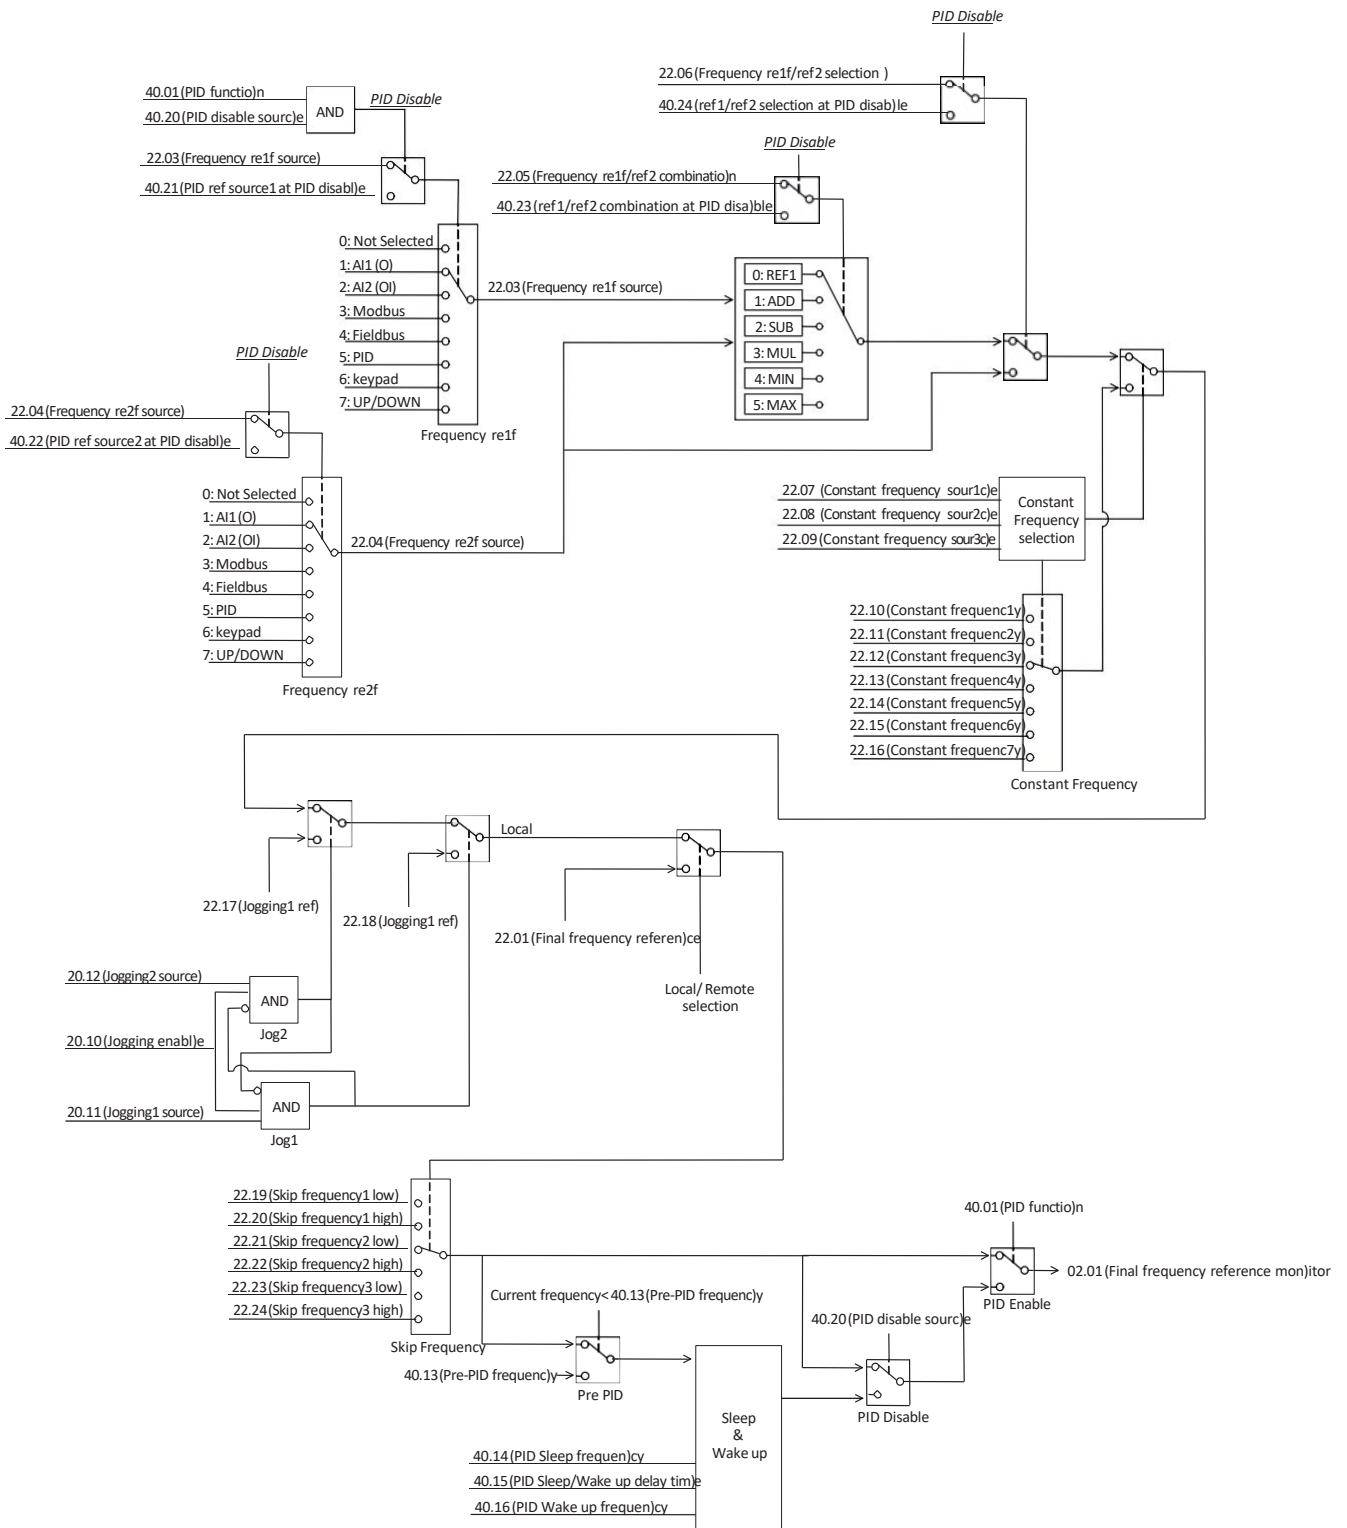 PID Disable
22.06(Frequency re1f/ref2 selection )
40.24(ref1/ref2 selection at PID disab)le
40.01(PID functio)n
40.20(PID disable sourc)e
AND
PID Disable
22.03(Frequency re1f source)
40.21(PID ref source1 at PID disabl)e
PID Disable
22.05(Frequency re1f/ref2 combinatio)n
40.23(ref1/ref2 combination at PID disa)ble
0: Not Selected
1: AI1(O)
2: AI2(OI)
3: Modbus
4: Fieldbus
5: PID
6: keypad
7: UP/DOWN
Frequency re1f
22.03(Frequency re1f source)
0: REF1
1: ADD
2: SUB
3: MUL
4: MIN
5: MAX
PID Disable
22.04(Frequency re2f source)
40.22(PID ref source2 at PID disabl)e
0: Not Selected
1: AI1(O)
2: AI2(OI)
3: Modbus
4: Fieldbus
5: PID
6: keypad
7: UP/DOWN
Frequency re2f
22.04(Frequency re2f source)
22.07 (Constant frequency sour1c)e
22.08 (Constant frequency sour2c)e
22.09(Constant frequency sour3c)e
Constant
Frequency
selection
22.10(Constant frequenc1y)
22.11(Constant frequenc2y)
22.12(Constant frequenc3y)
22.13(Constant frequenc4y)
22.14(Constant frequenc5y)
22.15(Constant frequenc6y)
22.16(Constant frequenc7y)
Constant Frequency
Local
22.17(Jogging1 ref)
22.18(Jogging1 ref)
22.01(Final frequency referen)ce
Local/ Remote
selection
20.12(Jogging2 source)
AND
Jog2
20.10(Jogging enabl)e
20.11(Jogging1 source)
AND
Jog1
22.19(Skip frequency1 low)
22.20(Skip frequency1 high)
22.21(Skip frequency2 low)
22.22(Skip frequency2 high)
22.23(Skip frequency3 low)
22.24(Skip frequency3 high)
Skip Frequency
40.01(PID functio)n
02.01(Final frequency reference mon)itor
PID Enable
Current frequency<40.13(Pre-PID frequenc)y
40.20(PID disable sourc)e
40.13(Pre-PID frequenc)y
Pre PID
PID Disable
Sleep
&
Wake up
40.14(PID Sleep frequen)cy
40.15(PID Sleep/Wake up delay tim)e
40.16(PID Wake up frequen)cy